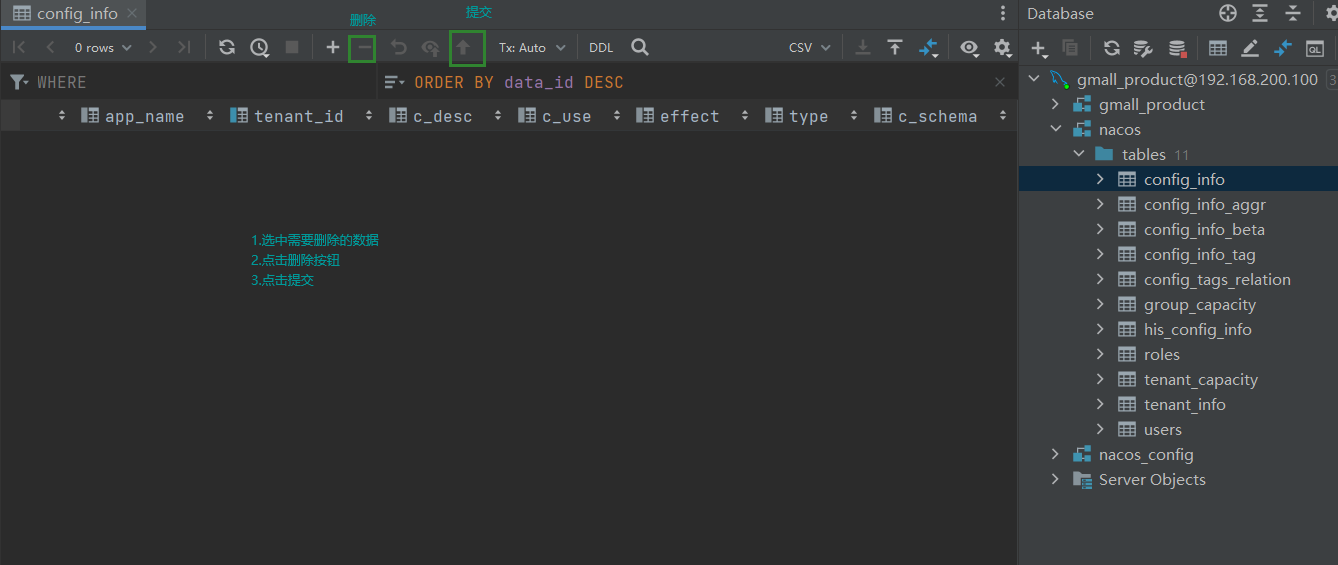 config_info
删除
提交
Database
0 rows
Tx: Auto
DDL
CSV
QL
WHERE
ORDER BY data_id DESC
app_name
tenant_id
c_desc
c_use
effect
type
c_schema
1.选中需要删除的数据
2.点击删除按钮
3.点击提交
gmall_product@192.168.200.100 3
gmall_product
nacos
tables 11
config_info
config_info_aggr
config_info_beta
config_info_tag
config_tags_relation
group_capacity
his_config_info
roles
tenant_capacity
tenant_info
users
nacos_config
Server Objects